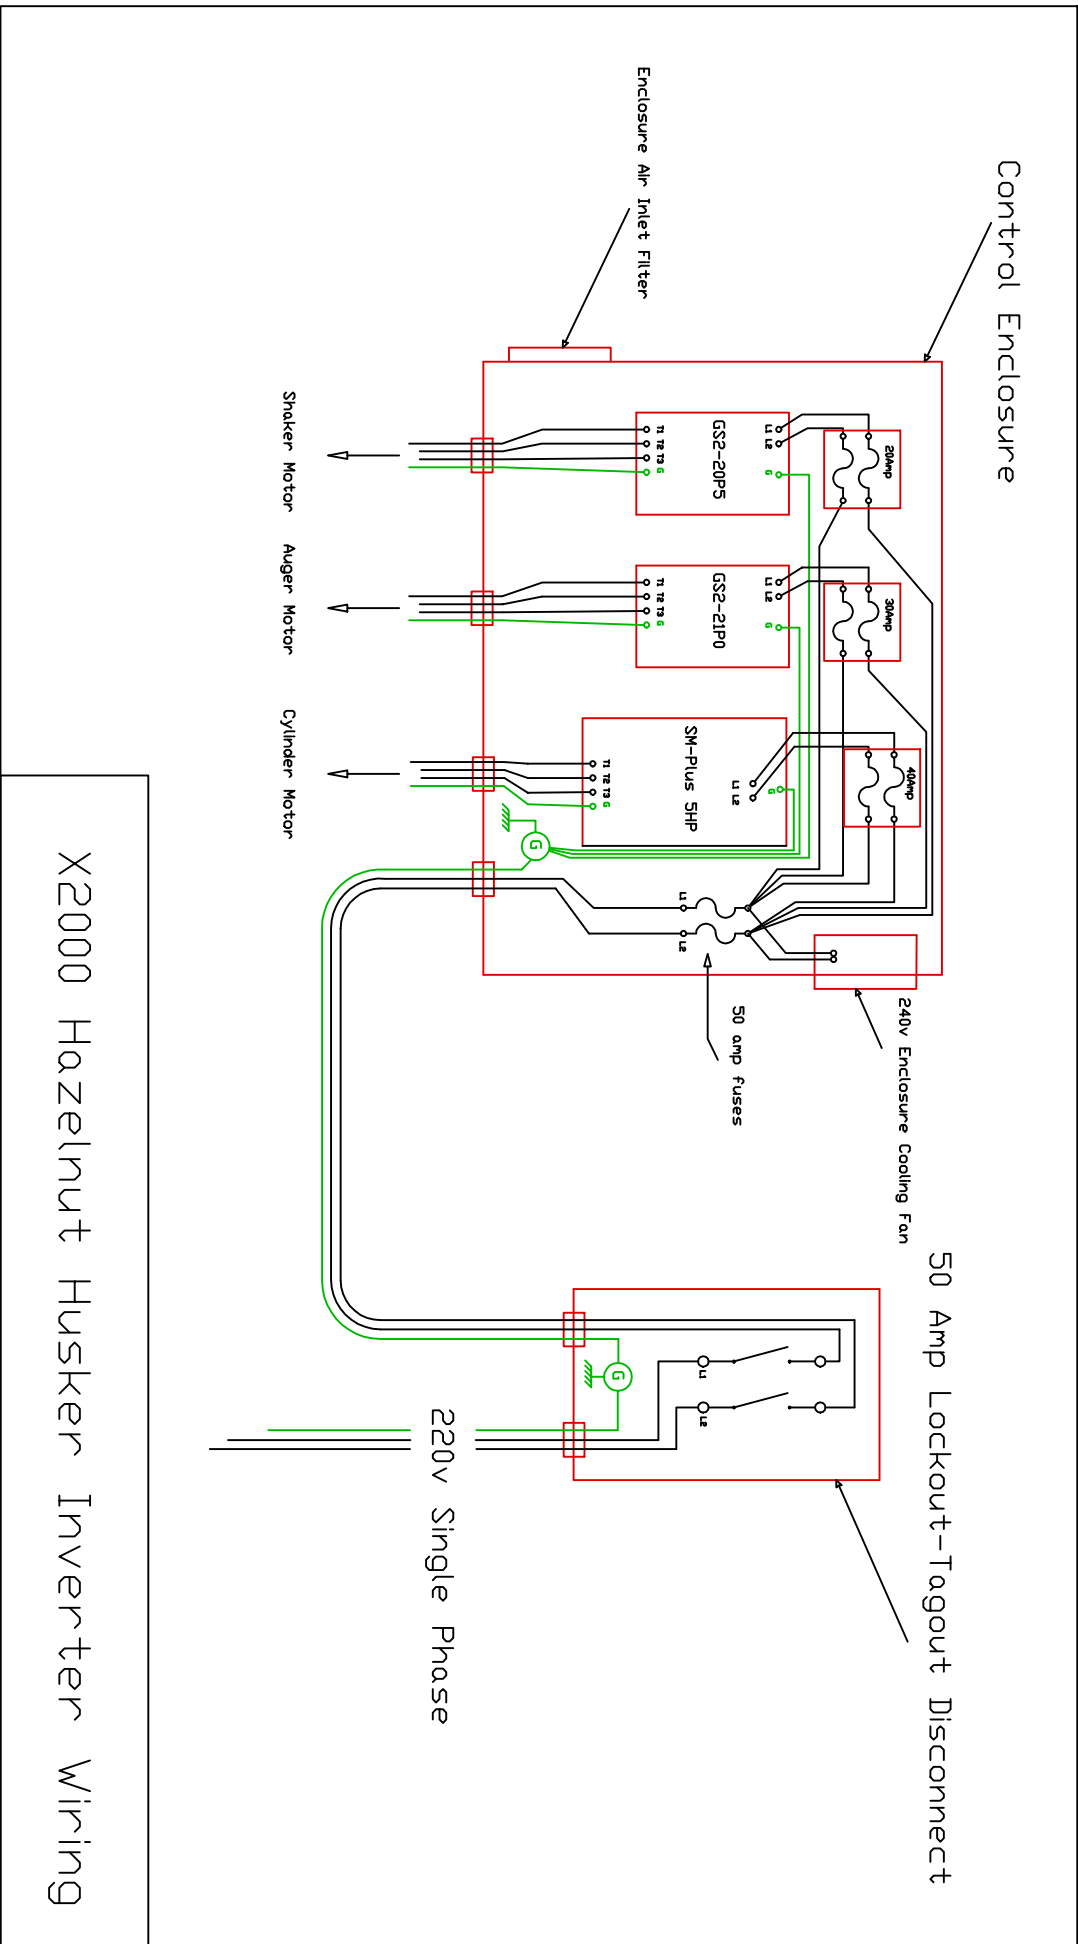 Control Enclosure
50 Amp Lockout-Tagout Disconnect
240v Enclosure Cooling Fan
20Amp
30Amp
40Amp
L1 L2
G
L1 L2
G
L1 L2
G
GS2-20P5
GS2-21P0
SM-Plus 5HP
T1 T2 T3 G
T1 T2 T3 G
T1 T2 T3 G
50 amp fuses
L1
L2
L1
L2
G
G
Enclosure Air Inlet Filter
220v Single Phase
Shaker Motor
Auger Motor
Cylinder Motor
X2000 Hazelnut Husker Inverter Wiring